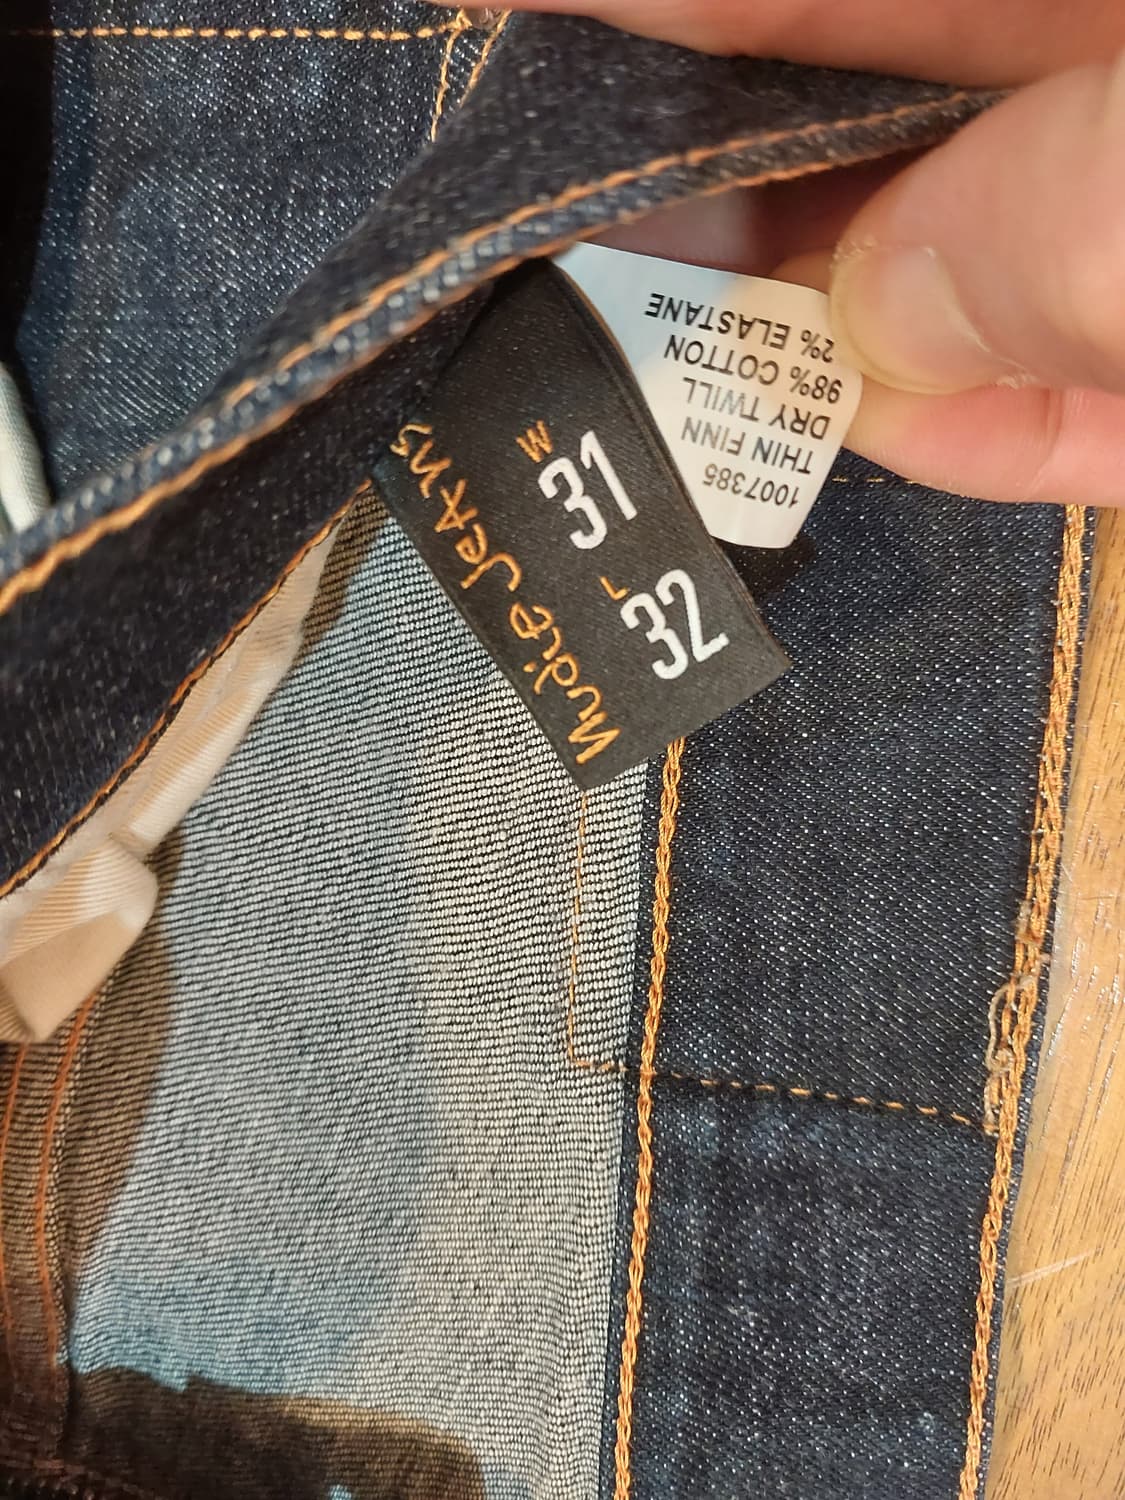 Nudie Jeans
W
31
L
32
1007385
THIN FINN
DRY TWILL
98% COTTON
2% ELASTANE